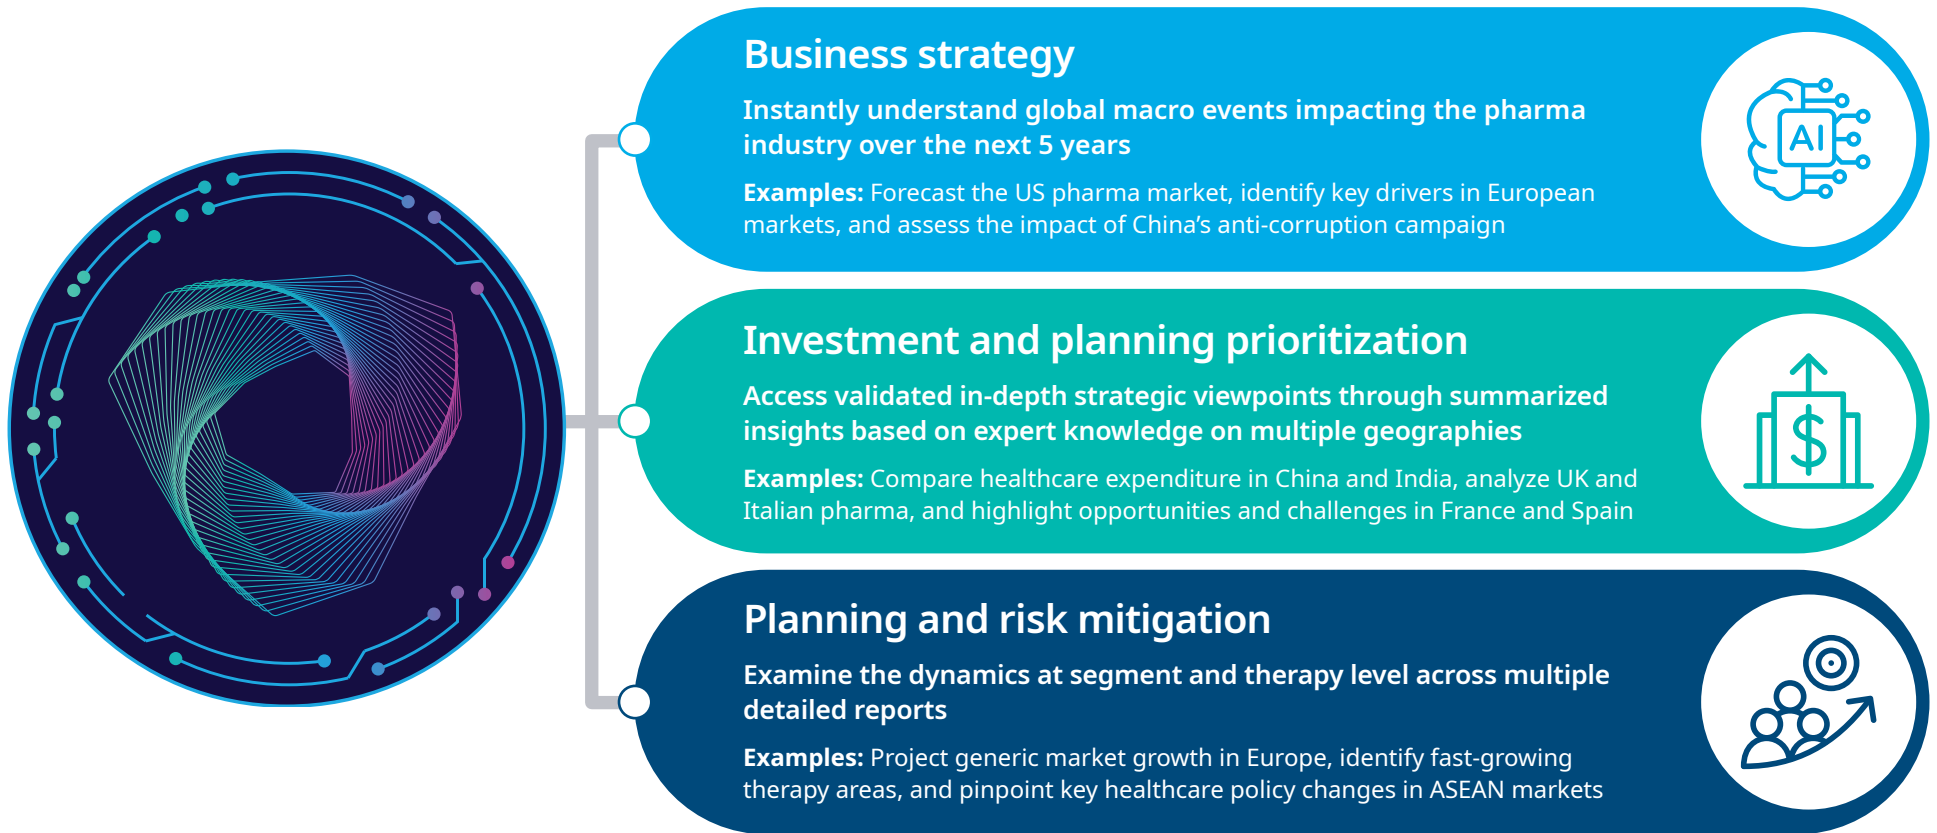 Business strategy
Instantly understand global macro events impacting the pharma
industry over the next 5 years
Examples: Forecast the US pharma market, identify key drivers in European
markets, and assess the impact of China’s anti-corruption campaign
AI
Investment and planning prioritization
Access validated in-depth strategic viewpoints through summarized
insights based on expert knowledge on multiple geographies
Examples: Compare healthcare expenditure in China and India, analyze UK and
Italian pharma, and highlight opportunities and challenges in France and Spain
$
Planning and risk mitigation
Examine the dynamics at segment and therapy level across multiple
detailed reports
Examples: Project generic market growth in Europe, identify fast-growing
therapy areas, and pinpoint key healthcare policy changes in ASEAN markets